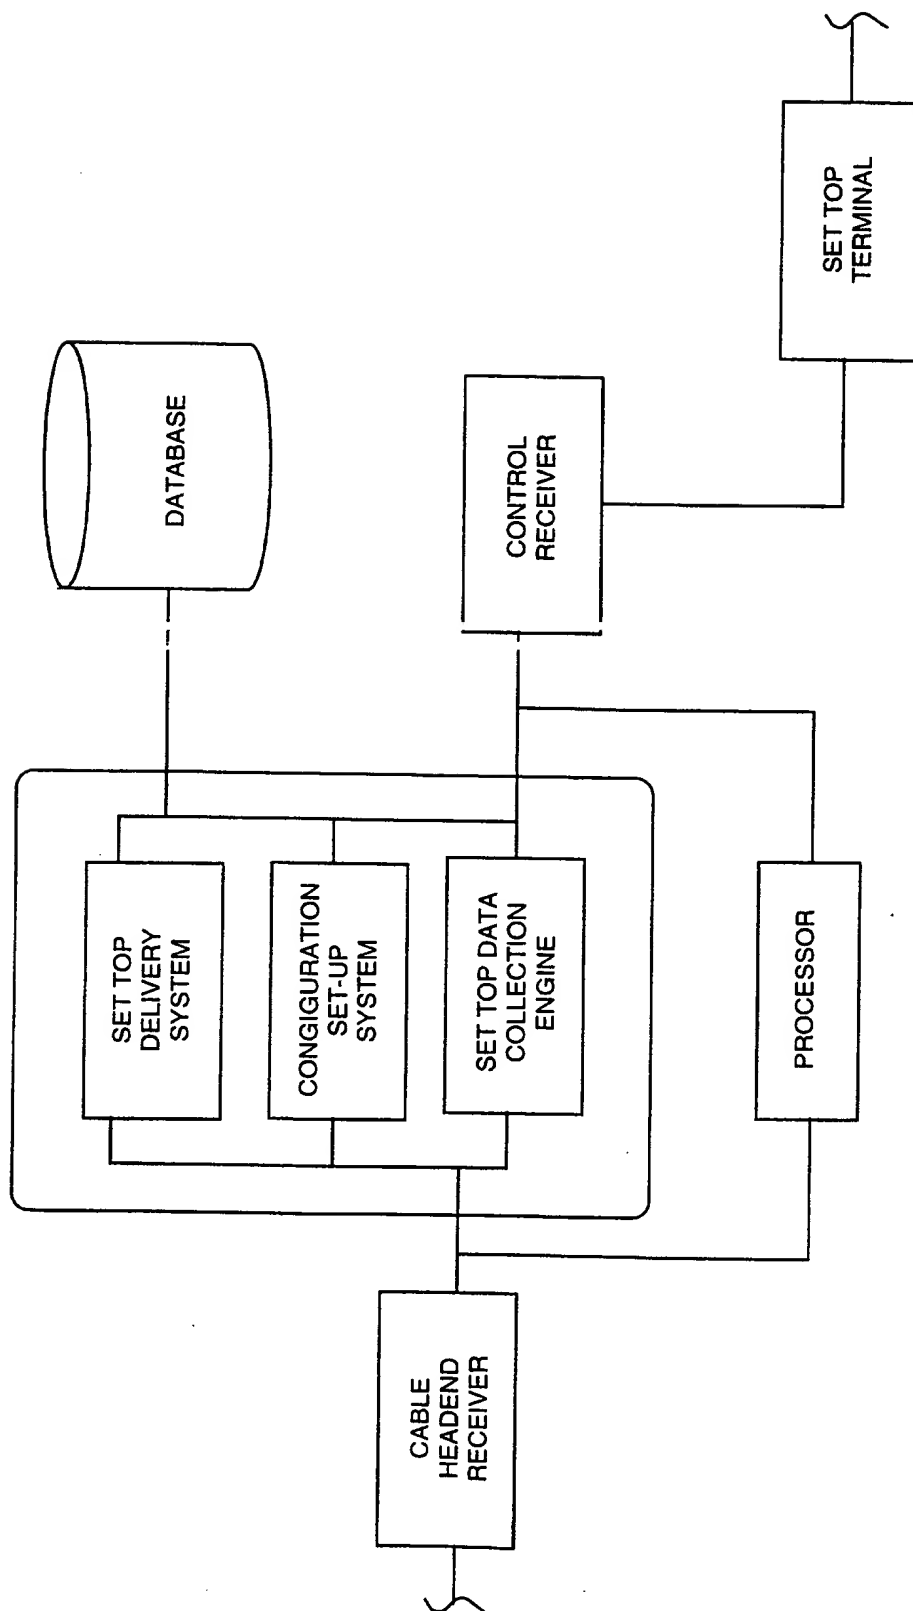 CABLE
HEADEND
RECEIVER
SET TOP
DELIVERY
SYSTEM
CONGIGURATION
SET-UP
SYSTEM
SET TOP DATA
COLLECTION
ENGINE
PROCESSOR
DATABASE
CONTROL
RECEIVER
SET TOP
TERMINAL